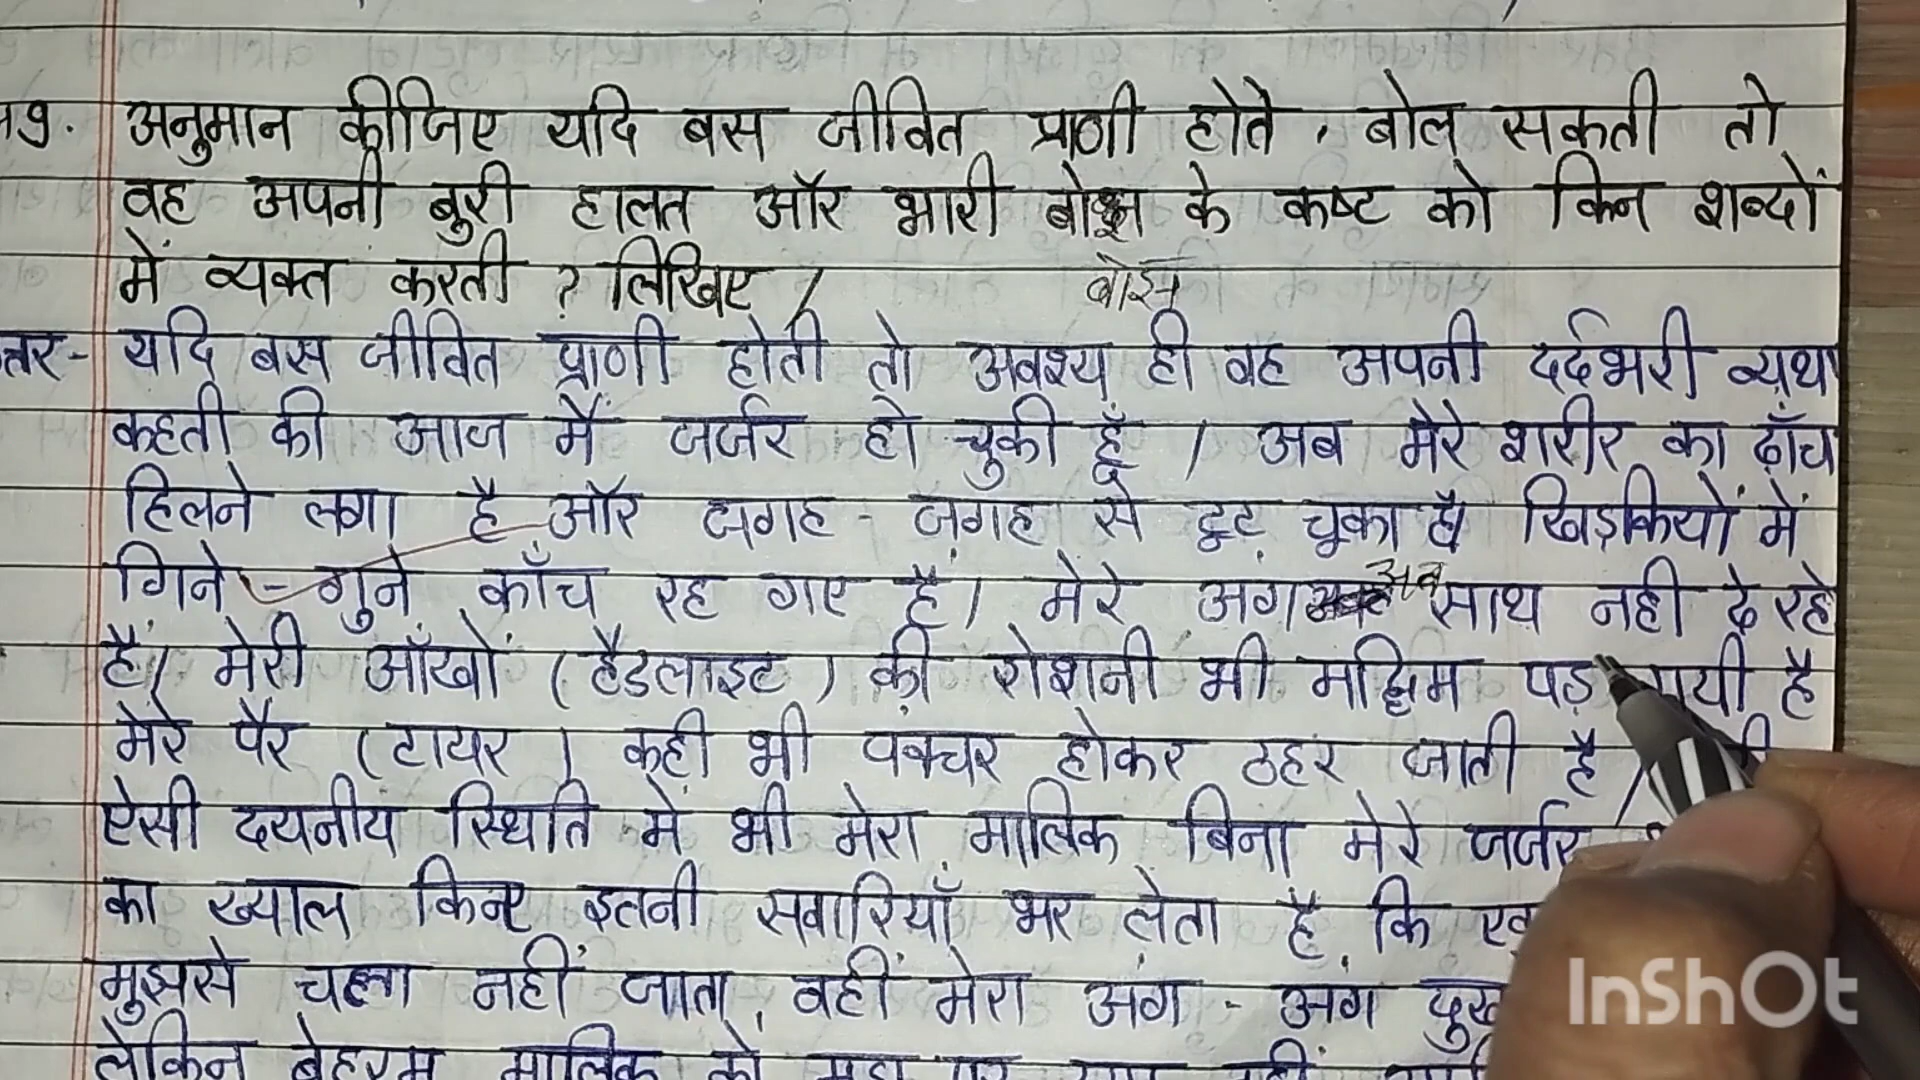 9. अनुमान कीजिए यदि बस जीवित प्राणी होते, बोल सकती तो
वह अपनी बुरी हालत और भारी बोझ के कष्ट को किन शब्दों
में व्यक्त करती ? लिखिए /
बोझ
त्तर- यदि बस जीवित प्राणी होती तो अवश्य ही वह अपनी दर्दभरी व्यथा
कहती की आज मैं जर्जर हो चुकी हूँ / अब मेरे शरीर का ढाँच
हिलने लगा है और जगह - जगह से टुट चूका है खिड़कियों में
गिने - गुने काँच रह गए हैं / मेरे अंग अब साथ नही दे रहे
हैं / मेरी आँखों (हैडलाइट) की रोशनी भी मद्धिम पड़ गयी है
मेरे पैर (टायर) कही भी पंक्चर होकर ठहर जाती है /
ऐसी दयनीय स्थिति में भी मेरा मालिक बिना मेरे जर्जर
का ख्याल किए इतनी सवारियाँ भर लेता है कि
मुझसे चला नहीं जाता, वहीं मेरा अंग - अंग दुख
लेकिन बेहरम मालिक को
InShOt